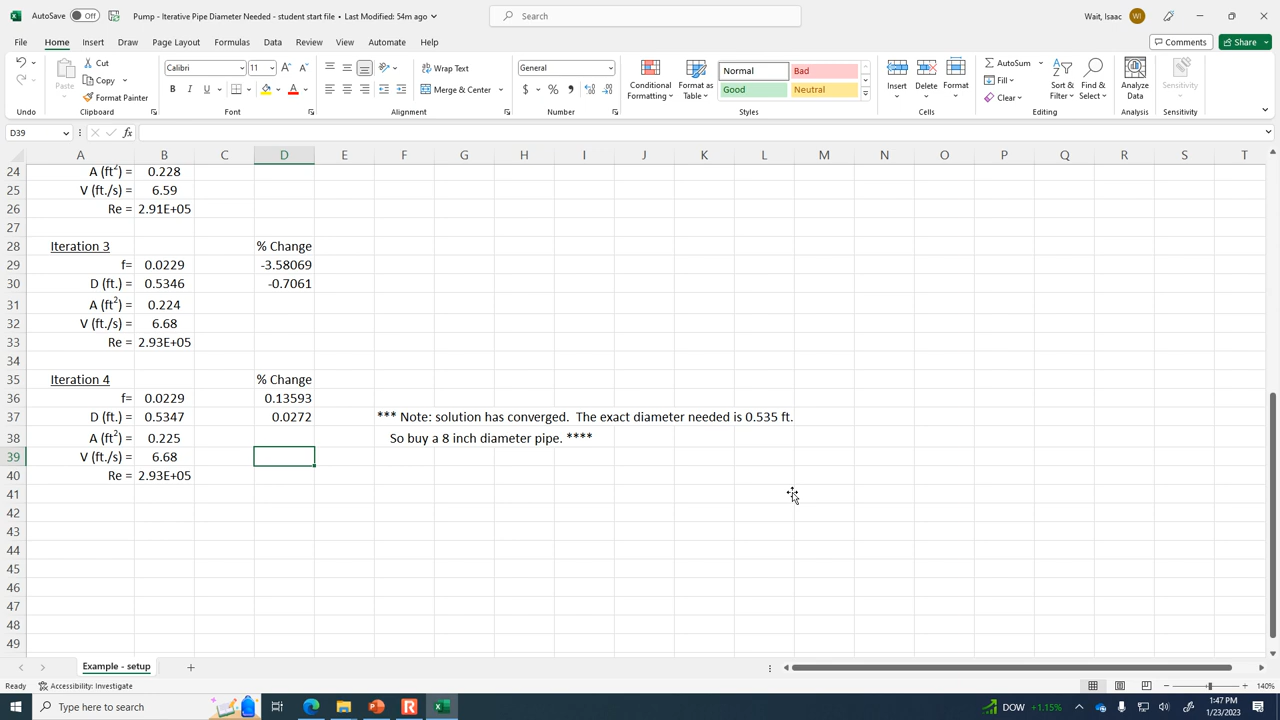 AutoSave Off Pump - Iterative Pipe Diameter Needed - student start file • Last Modified: 54m ago Search Wait, Isaac WI
File Home Insert Draw Page Layout Formulas Data Review View Automate Help Comments Share
Paste Cut Copy Format Painter
Calibri 11 B I U A A A
Wrap Text Merge & Center
General $ % ,
Conditional Formatting Format as Table Normal Bad Good Neutral
Insert Delete Format
AutoSum Fill Clear Sort & Filter Find & Select
Analyze Data Sensitivity
Undo Clipboard Font Alignment Number Styles Cells Editing Analysis Sensitivity
D39 fx
A B C D E F G H I J K L M N O P Q R S T
24 A (ft2) = 0.228
25 V (ft./s) = 6.59
26 Re = 2.91E+05
27
28 Iteration 3 % Change
29 f= 0.0229 -3.58069
30 D (ft.) = 0.5346 -0.7061
31 A (ft2) = 0.224
32 V (ft./s) = 6.68
33 Re = 2.93E+05
34
35 Iteration 4 % Change
36 f= 0.0229 0.13593
37 D (ft.) = 0.5347 0.0272 *** Note: solution has converged. The exact diameter needed is 0.535 ft.
38 A (ft2) = 0.225 So buy a 8 inch diameter pipe. ****
39 V (ft./s) = 6.68
40 Re = 2.93E+05
41
42
43
44
45
46
47
48
49
Example - setup
Ready Accessibility: Investigate 140%
Type here to search DOW +1.15% 1:47 PM
1/23/2023